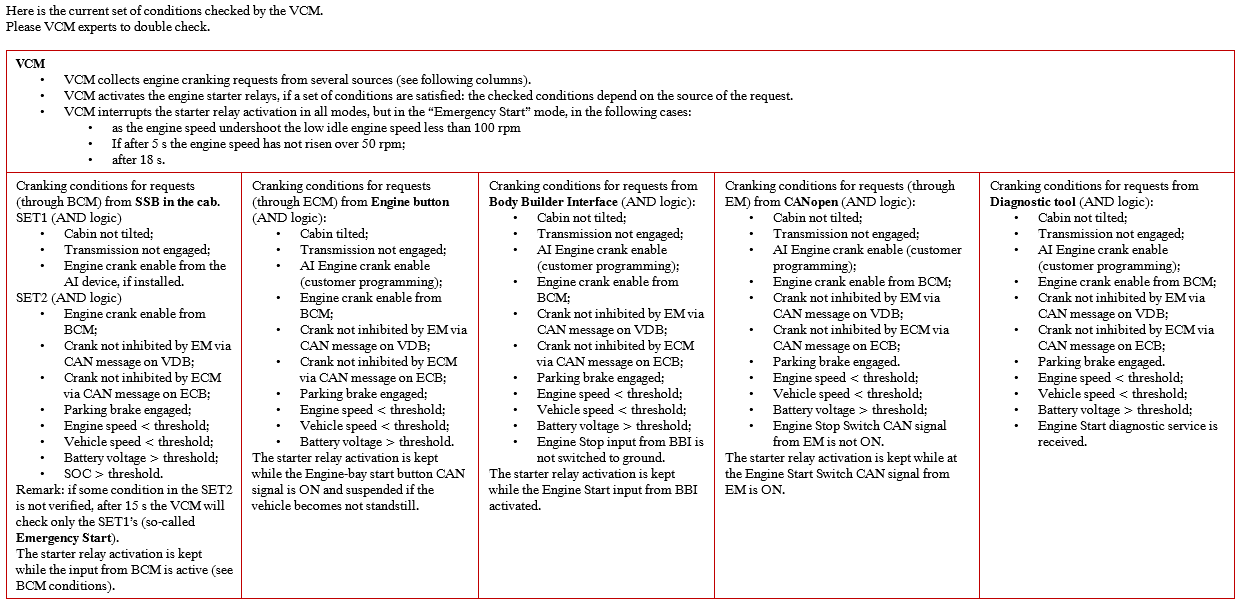 Here is the current set of conditions checked by the VCM.
Please VCM experts to double check.
VCM
• VCM collects engine cranking requests from several sources (see following columns).
• VCM activates the engine starter relays, if a set of conditions are satisfied: the checked conditions depend on the source of the request.
• VCM interrupts the starter relay activation in all modes, but in the “Emergency Start” mode, in the following cases:
• as the engine speed undershoot the low idle engine speed less than 100 rpm
• If after 5 s the engine speed has not risen over 50 rpm;
• after 18 s.
Cranking conditions for requests
(through BCM) from SSB in the cab.
SET1 (AND logic)
• Cabin not tilted;
• Transmission not engaged;
• Engine crank enable from the
AI device, if installed.
SET2 (AND logic)
• Engine crank enable from
BCM;
• Crank not inhibited by EM via
CAN message on VDB;
• Crank not inhibited by ECM
via CAN message on ECB;
• Parking brake engaged;
• Engine speed < threshold;
• Vehicle speed < threshold;
• Battery voltage > threshold;
• SOC > threshold.
Remark: if some condition in the SET2
is not verified, after 15 s the VCM will
check only the SET1’s (so-called
Emergency Start).
The starter relay activation is kept
while the input from BCM is active (see
BCM conditions).
Cranking conditions for requests
(through ECM) from Engine button
(AND logic):
• Cabin tilted;
• Transmission not engaged;
• AI Engine crank enable
(customer programming);
• Engine crank enable from
BCM;
• Crank not inhibited by EM via
CAN message on VDB;
• Crank not inhibited by ECM
via CAN message on ECB;
• Parking brake engaged;
• Engine speed < threshold;
• Vehicle speed < threshold;
• Battery voltage > threshold.
The starter relay activation is kept
while the Engine-bay start button CAN
signal is ON and suspended if the
vehicle becomes not standstill.
Cranking conditions for requests from
Body Builder Interface (AND logic):
• Cabin not tilted;
• Transmission not engaged;
• AI Engine crank enable
(customer programming);
• Engine crank enable from
BCM;
• Crank not inhibited by EM via
CAN message on VDB;
• Crank not inhibited by ECM
via CAN message on ECB;
• Parking brake engaged;
• Engine speed < threshold;
• Vehicle speed < threshold;
• Battery voltage > threshold;
• Engine Stop input from BBI is
not switched to ground.
The starter relay activation is kept
while the Engine Start input from BBI
activated.
Cranking conditions for requests (through
EM) from CANopen (AND logic):
• Cabin not tilted;
• Transmission not engaged;
• AI Engine crank enable (customer
programming);
• Engine crank enable from BCM;
• Crank not inhibited by EM via
CAN message on VDB;
• Crank not inhibited by ECM via
CAN message on ECB;
• Parking brake engaged.
• Engine speed < threshold;
• Vehicle speed < threshold;
• Battery voltage > threshold;
• Engine Stop Switch CAN signal
from EM is not ON.
The starter relay activation is kept while at
the Engine Start Switch CAN signal from
EM is ON.
Cranking conditions for requests from
Diagnostic tool (AND logic):
• Cabin not tilted;
• Transmission not engaged;
• AI Engine crank enable
(customer programming);
• Engine crank enable from BCM;
• Crank not inhibited by EM via
CAN message on VDB;
• Crank not inhibited by ECM via
CAN message on ECB;
• Parking brake engaged.
• Engine speed < threshold;
• Vehicle speed < threshold;
• Battery voltage > threshold;
• Engine Start diagnostic service is
received.